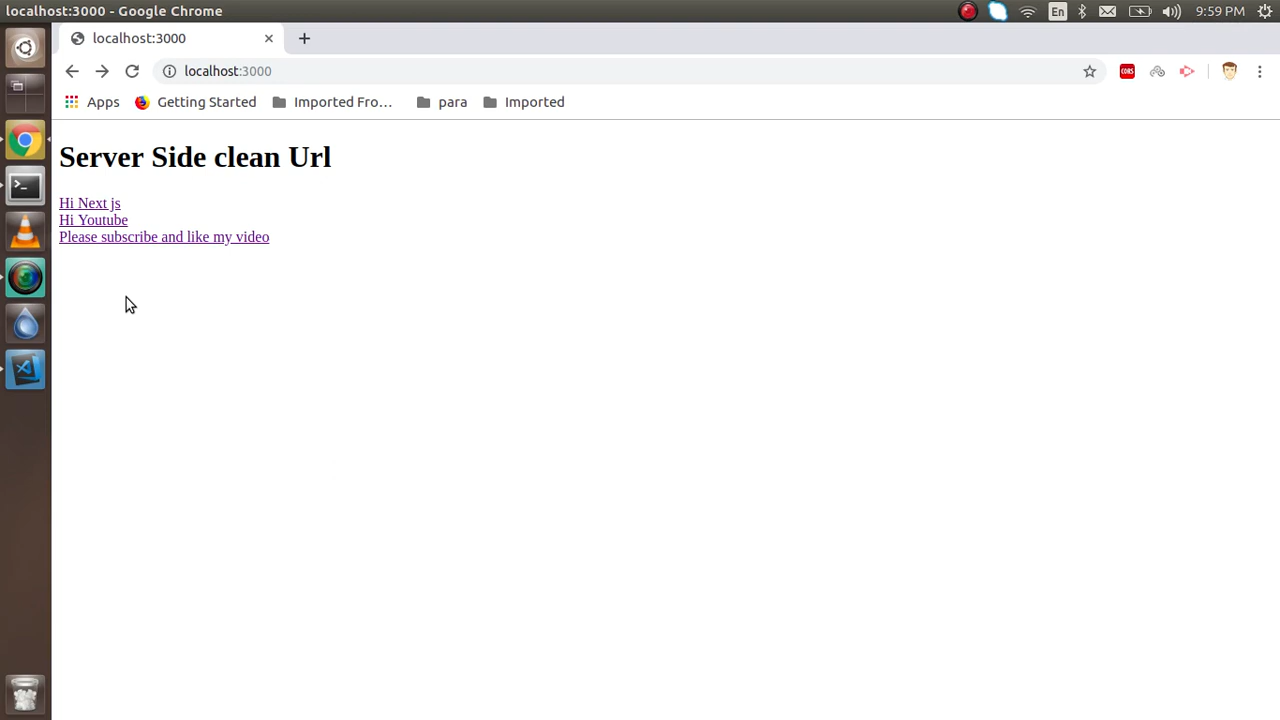 localhost:3000 - Google Chrome
En
9:59 PM
localhost:3000
localhost:3000
CORS
Apps
Getting Started
Imported Fro...
para
Imported
Server Side clean Url
Hi Next js
Hi Youtube
Please subscribe and like my video